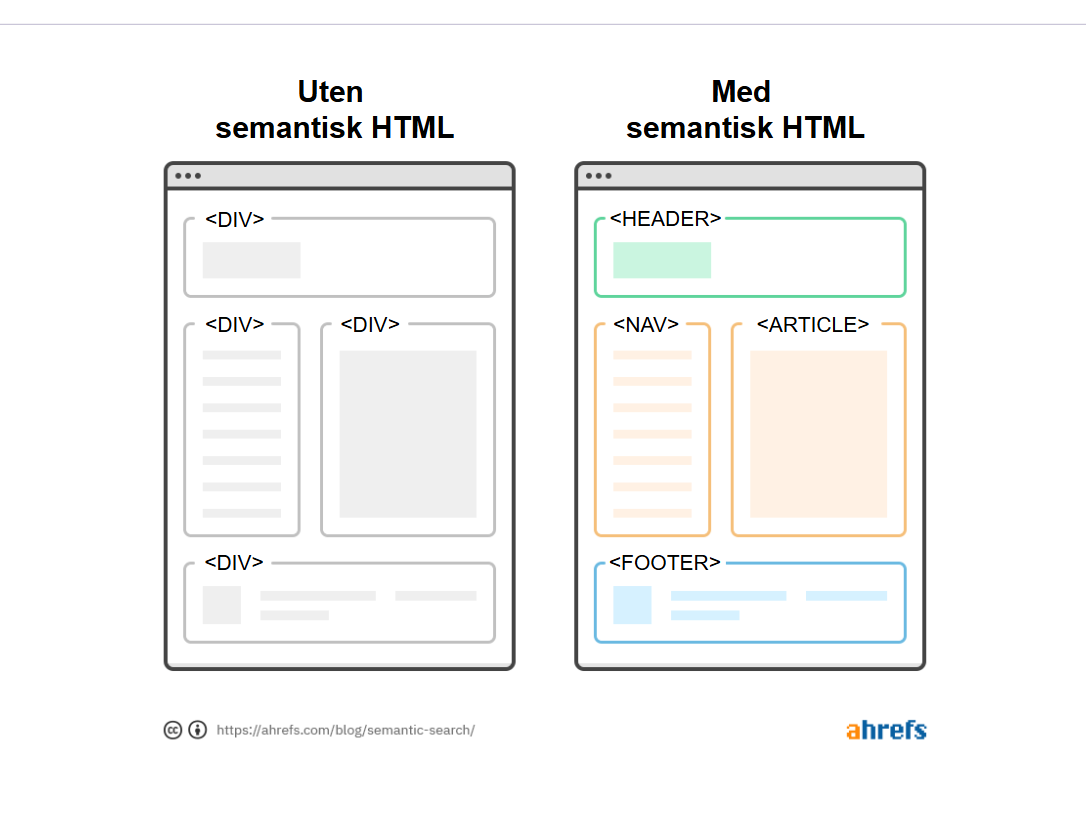 Uten
semantisk HTML
Med
semantisk HTML
<DIV>
<DIV>
<DIV>
<DIV>
<HEADER>
<NAV>
<ARTICLE>
<FOOTER>
cc
https://ahrefs.com/blog/semantic-search/
ahrefs